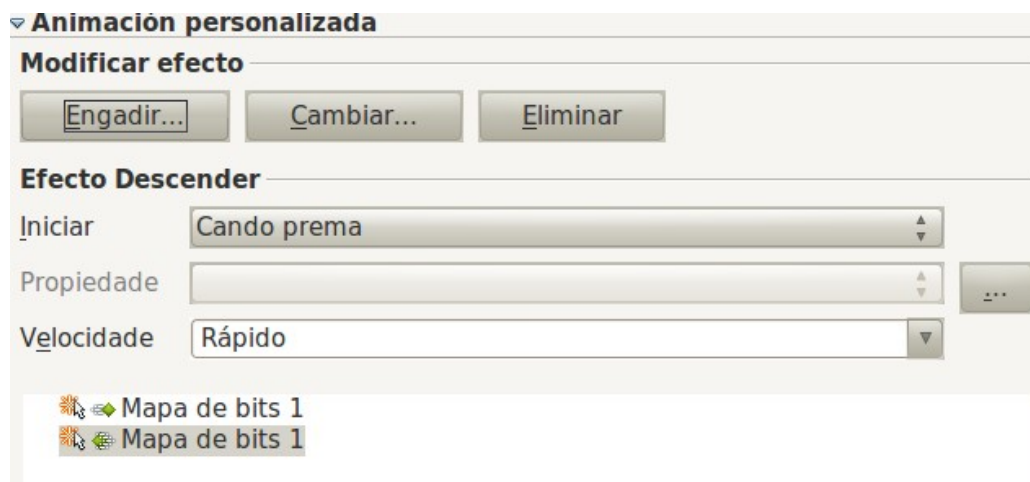 Animación personalizada
Modificar efecto
Engadir... Cambiar... Eliminar
Efecto Descender
Iniciar Cando prema
Propiedade ...
Velocidade Rápido
Mapa de bits 1
Mapa de bits 1